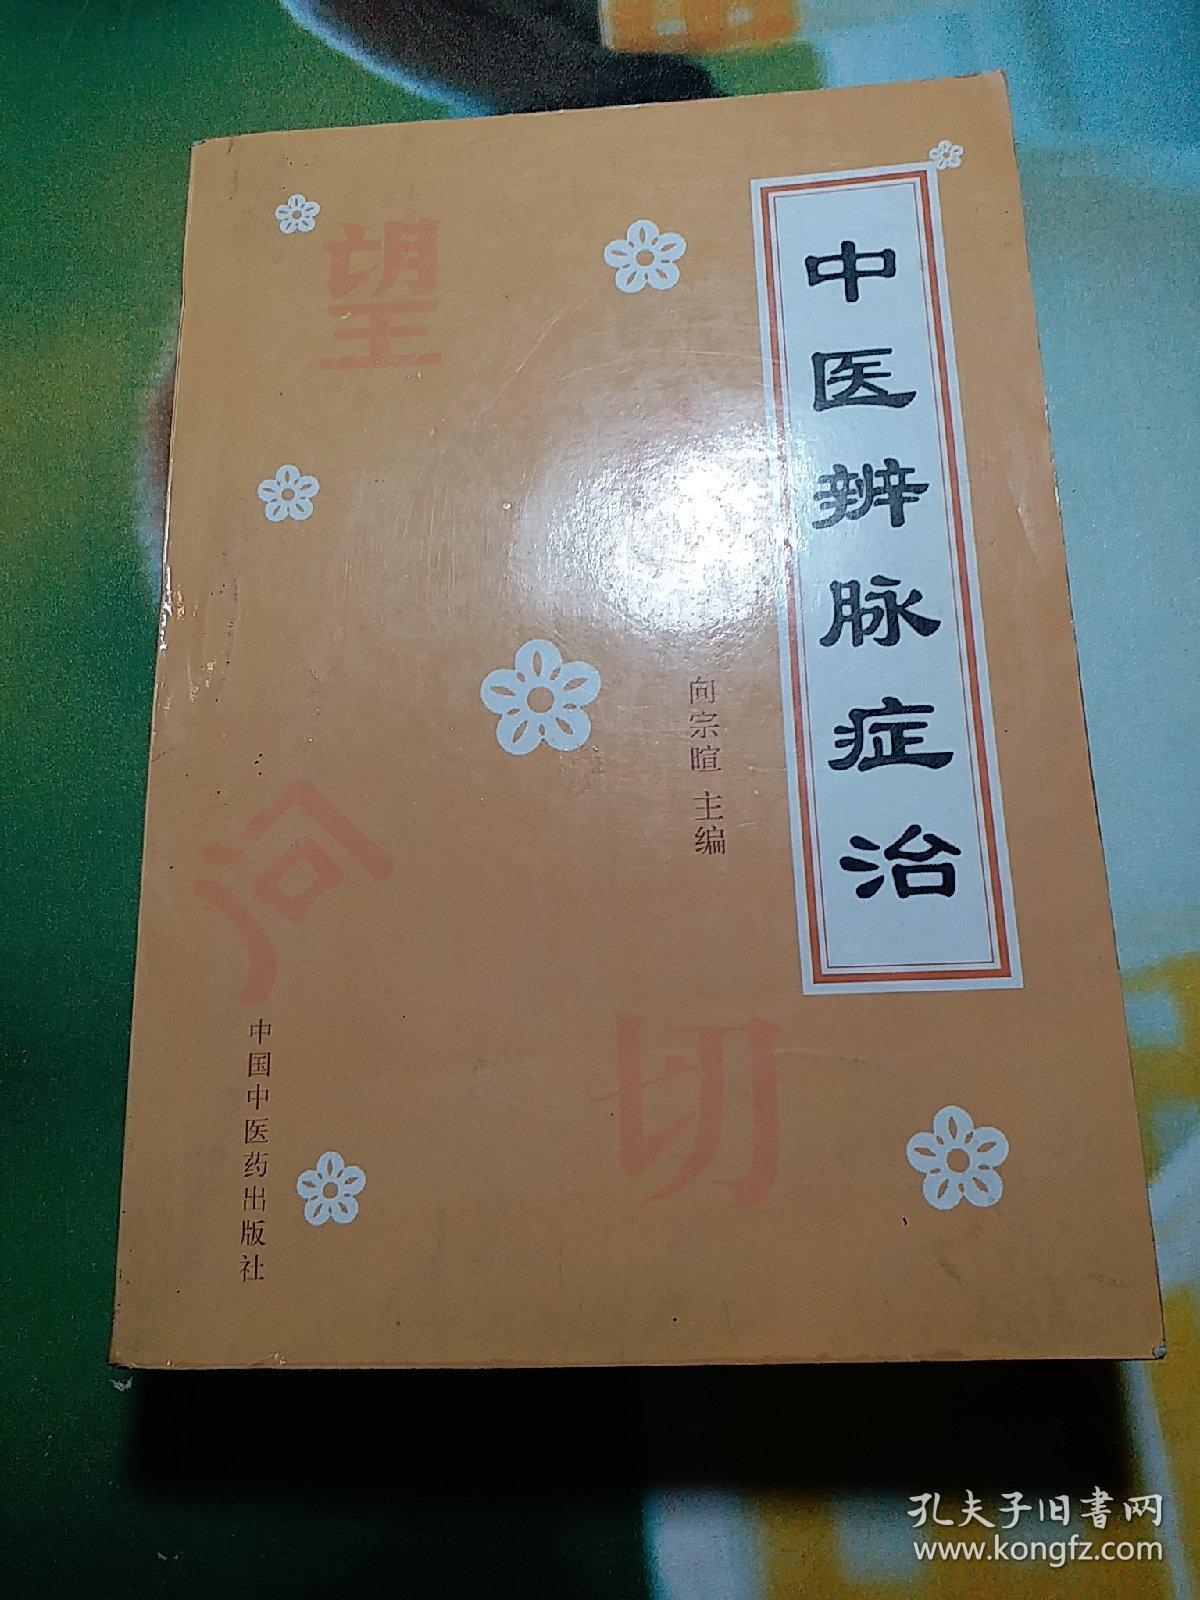 中医辨脉症治
向宗暄 主编
望
问
切
中国中医药出版社
孔夫子旧書网
www.kongfz.com